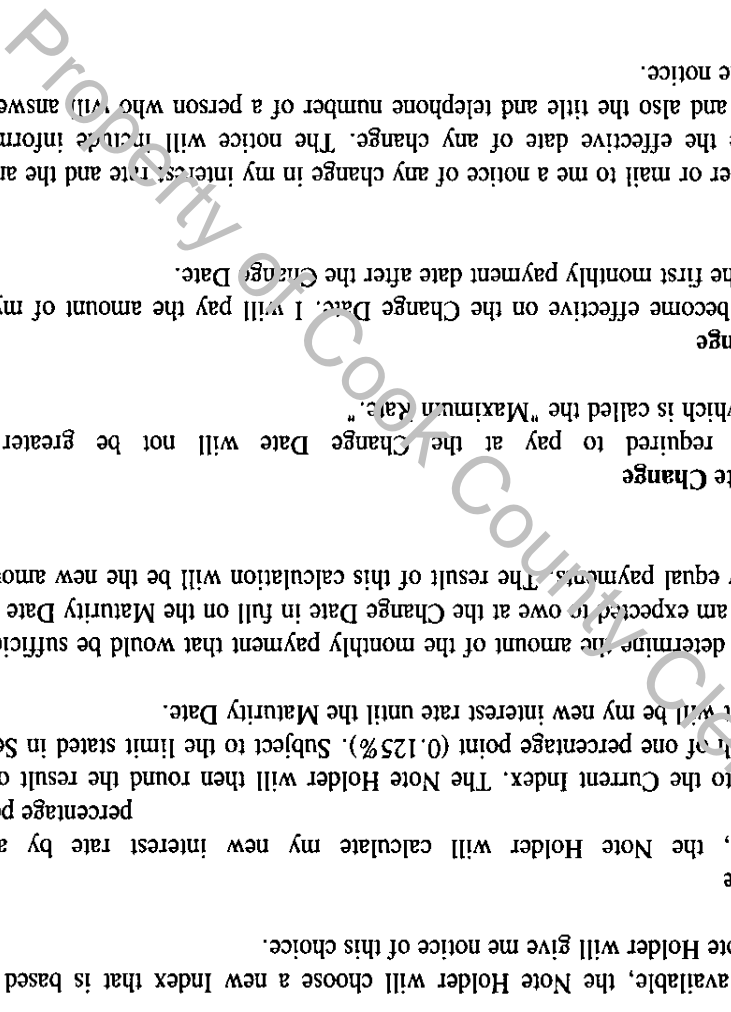 available, the Note Holder will choose a new Index that is based
ote Holder will give me notice of this choice.
e
, the Note Holder will calculate my new interest rate by a
percentage p
to the Current Index. The Note Holder will then round the result o
of one percentage point (0.125%). Subject to the limit stated in Se
t will be my new interest rate until the Maturity Date.
determine the amount of the monthly payment that would be suffici
am expected to owe at the Change Date in full on the Maturity Date
y equal payments. The result of this calculation will be the new amo
te Change
required to pay at the Change Date will not be greater
which is called the "Maximum Rate."
nge
become effective on the Change Date. I will pay the amount of my
he first monthly payment date after the Change Date.
er or mail to me a notice of any change in my interest rate and the
the effective date of any change. The notice will include inform
and also the title and telephone number of a person who will answe
e notice.
Property of Cook County Cle